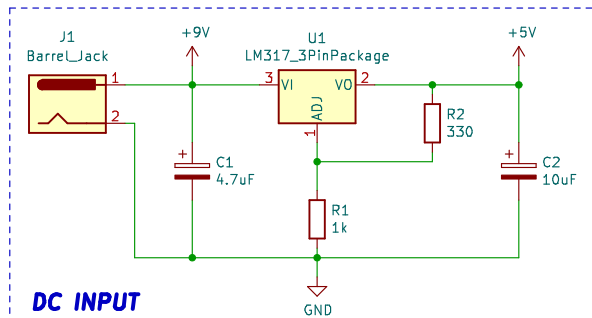 J1
Barrel_Jack
1
2
+9V
U1
LM317_3PinPackage
3
VI
VO
2
ADJ
1
+5V
R2
330
+
C1
4.7uF
+
C2
10uF
R1
1k
GND
DC INPUT